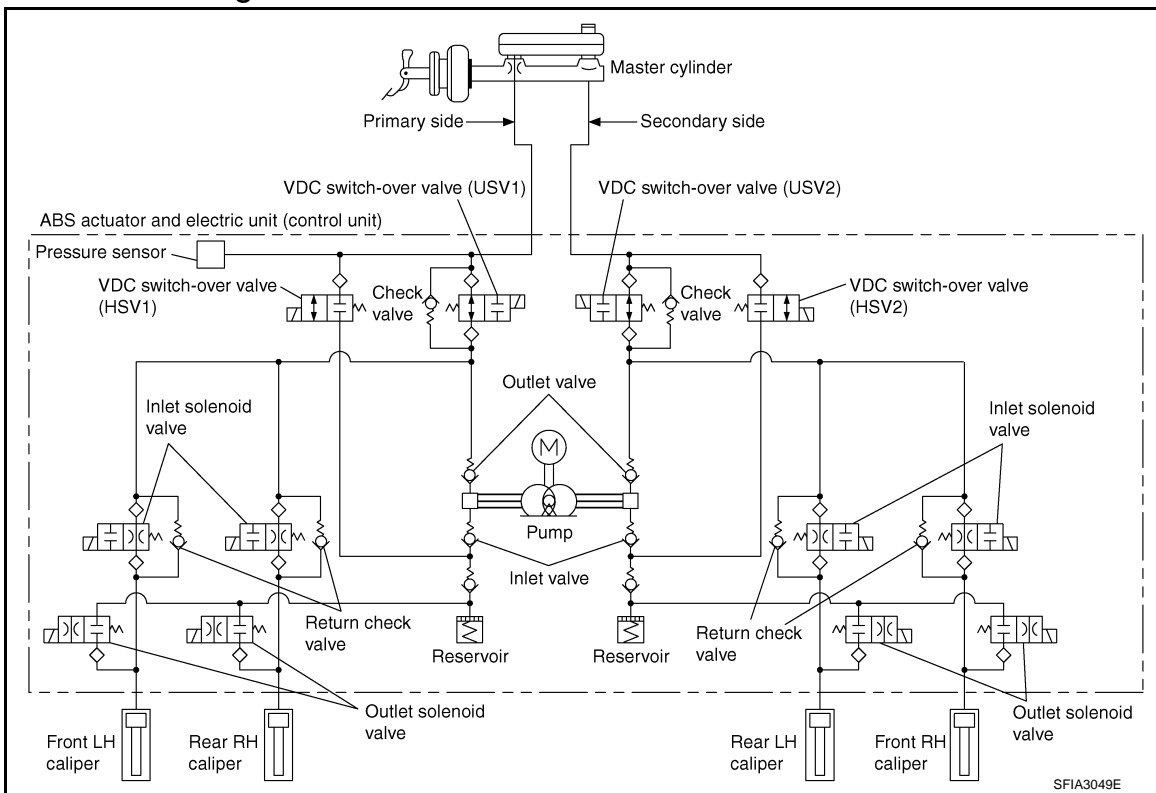 Master cylinder
Primary side
Secondary side
VDC switch-over valve (USV1)
VDC switch-over valve (USV2)
ABS actuator and electric unit (control unit)
Pressure sensor
VDC switch-over valve
(HSV1)
Check
valve
Check
valve
VDC switch-over valve
(HSV2)
Outlet valve
Inlet solenoid
valve
Inlet solenoid
valve
M
Pump
Inlet valve
Return check
valve
Reservoir
Reservoir
Return check
valve
Outlet solenoid
valve
Outlet solenoid
valve
Front LH
caliper
Rear RH
caliper
Rear LH
caliper
Front RH
caliper
SFIA3049E